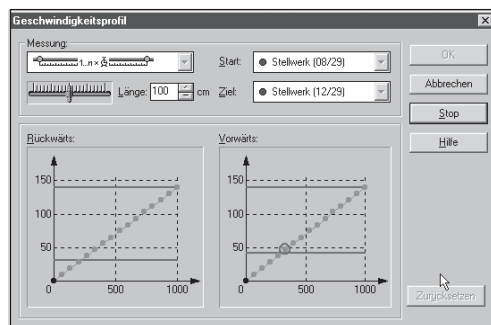 Geschwindigkeitsprofil
Messung:
1...n ×
Start: Stellwerk (08/29)
OK
Länge: 100 cm Ziel: Stellwerk (12/29)
Abbrechen
Stop
Hilfe
Rückwärts:
Vorwärts:
150
100
50
0 500 1000
150
100
50
0 500 1000
Zurücksetzen